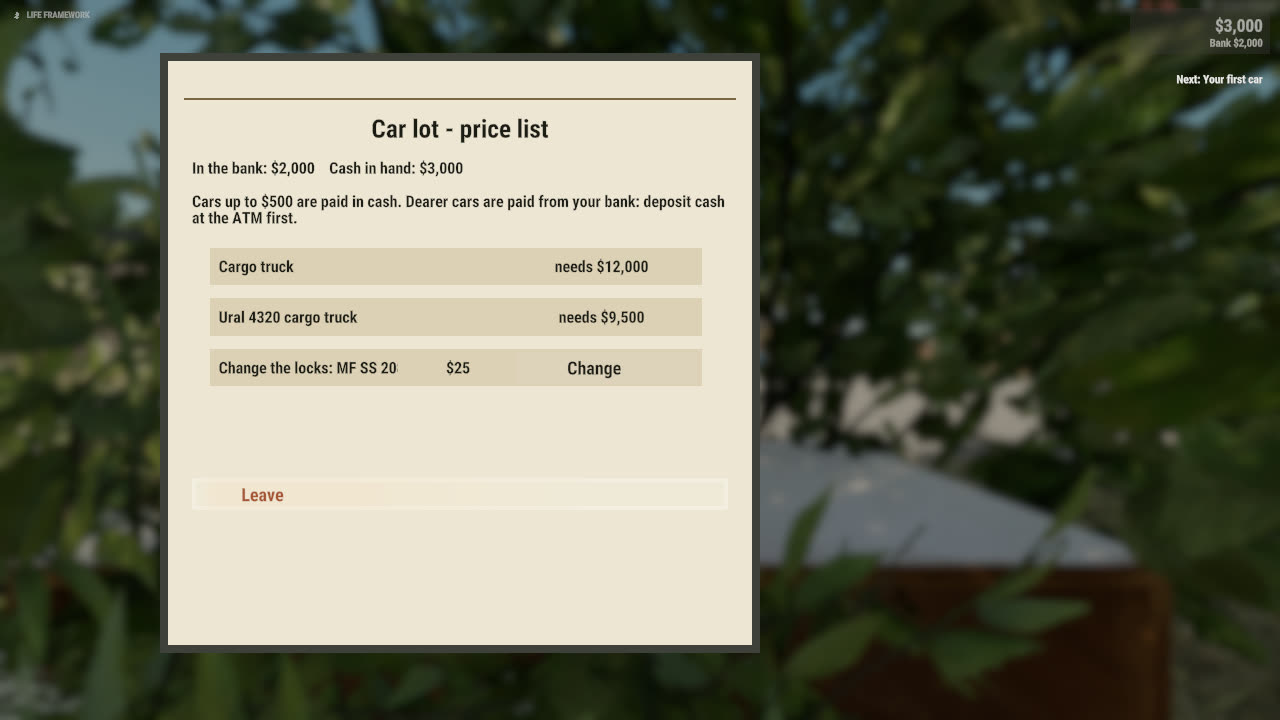 LIFE FRAMEWORK
$3,000
Bank $2,000
Next: Your first car
Car lot - price list
In the bank: $2,000 Cash in hand: $3,000
Cars up to $500 are paid in cash. Dearer cars are paid from your bank: deposit cash
at the ATM first.
Cargo truck needs $12,000
Ural 4320 cargo truck needs $9,500
Change the locks: MF SS 20 $25 Change
Leave